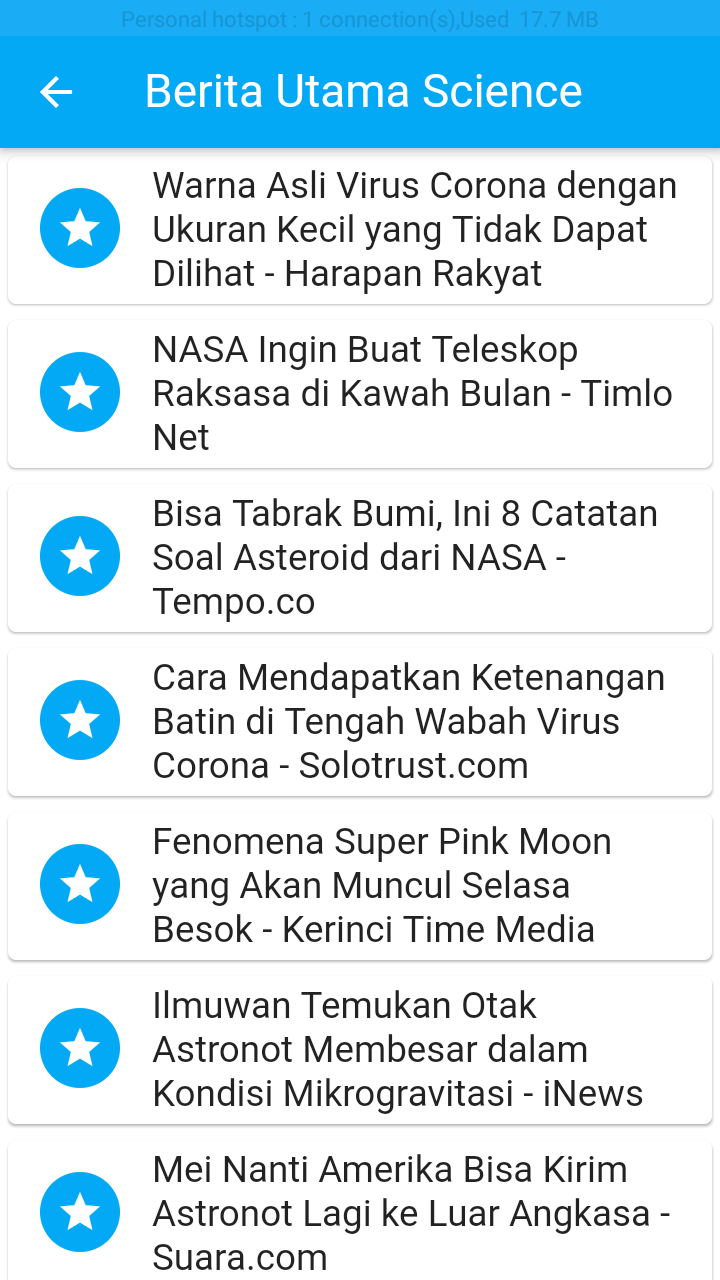 Personal hotspot : 1 connection(s),Used 17.7 MB
Berita Utama Science
Warna Asli Virus Corona dengan
Ukuran Kecil yang Tidak Dapat
Dilihat - Harapan Rakyat
NASA Ingin Buat Teleskop
Raksasa di Kawah Bulan - Timlo
Net
Bisa Tabrak Bumi, Ini 8 Catatan
Soal Asteroid dari NASA -
Tempo.co
Cara Mendapatkan Ketenangan
Batin di Tengah Wabah Virus
Corona - Solotrust.com
Fenomena Super Pink Moon
yang Akan Muncul Selasa
Besok - Kerinci Time Media
Ilmuwan Temukan Otak
Astronot Membesar dalam
Kondisi Mikrogravitasi - iNews
Mei Nanti Amerika Bisa Kirim
Astronot Lagi ke Luar Angkasa -
Suara.com